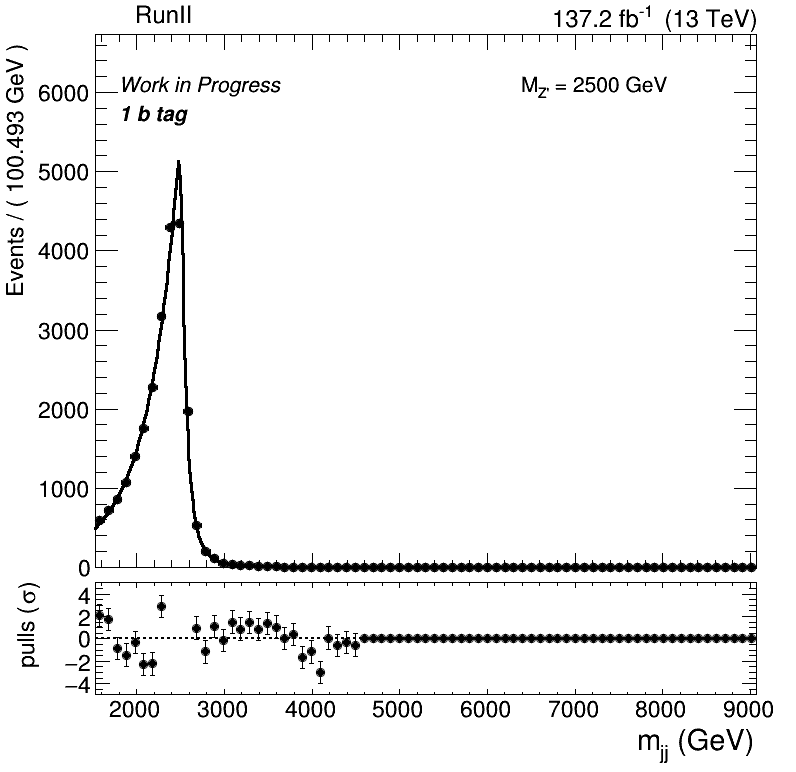 RunII 137.2 fb⁻¹ (13 TeV)
Events / ( 100.493 GeV )
Work in Progress
M_Z' = 2500 GeV
1 b tag
6000
5000
4000
3000
2000
1000
0
pulls (σ)
4
2
0
−2
−4
2000 3000 4000 5000 6000 7000 8000 9000
m_jj (GeV)